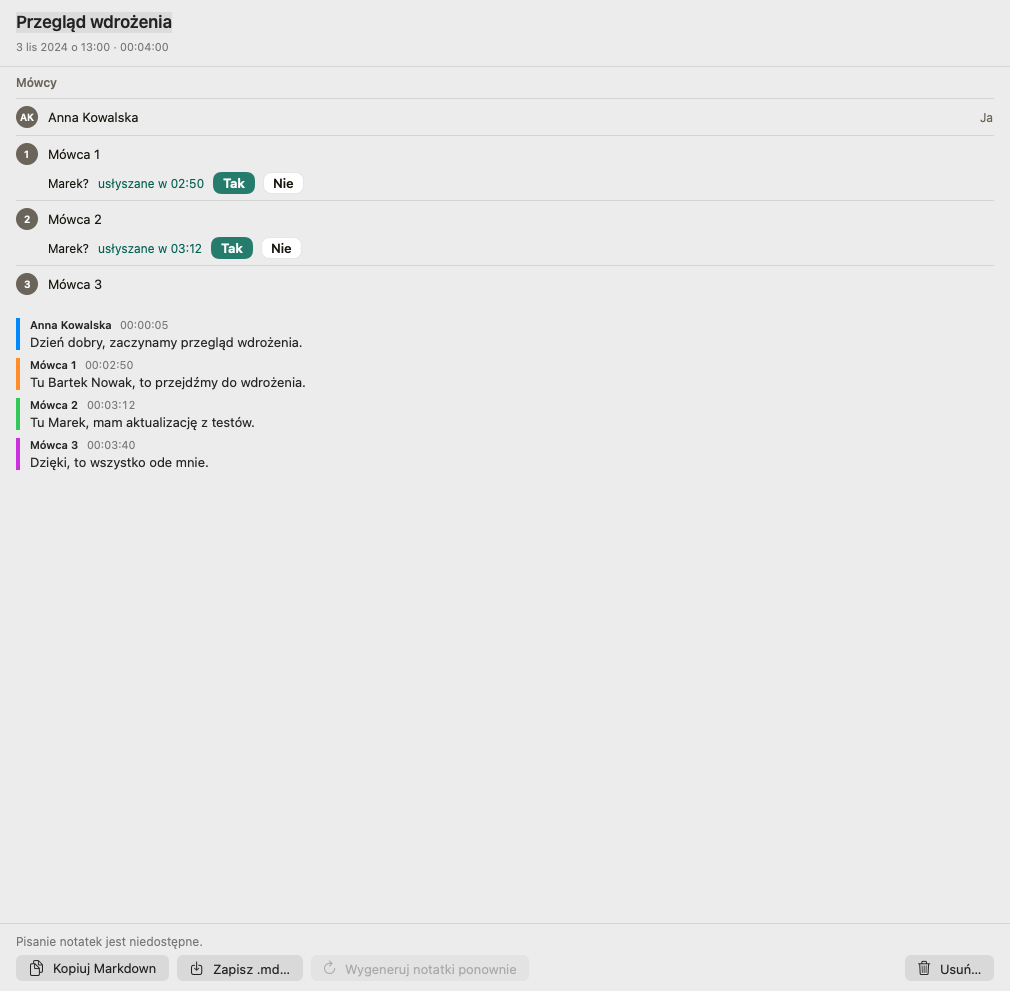 Przegląd wdrożenia
3 lis 2024 o 13:00 · 00:04:00
Mówcy
AK Anna Kowalska Ja
1 Mówca 1
Marek? usłyszane w 02:50 Tak Nie
2 Mówca 2
Marek? usłyszane w 03:12 Tak Nie
3 Mówca 3
Anna Kowalska 00:00:05
Dzień dobry, zaczynamy przegląd wdrożenia.
Mówca 1 00:02:50
Tu Bartek Nowak, to przejdźmy do wdrożenia.
Mówca 2 00:03:12
Tu Marek, mam aktualizację z testów.
Mówca 3 00:03:40
Dzięki, to wszystko ode mnie.
Pisanie notatek jest niedostępne.
Kopiuj Markdown Zapisz .md... Wygeneruj notatki ponownie Usuń...